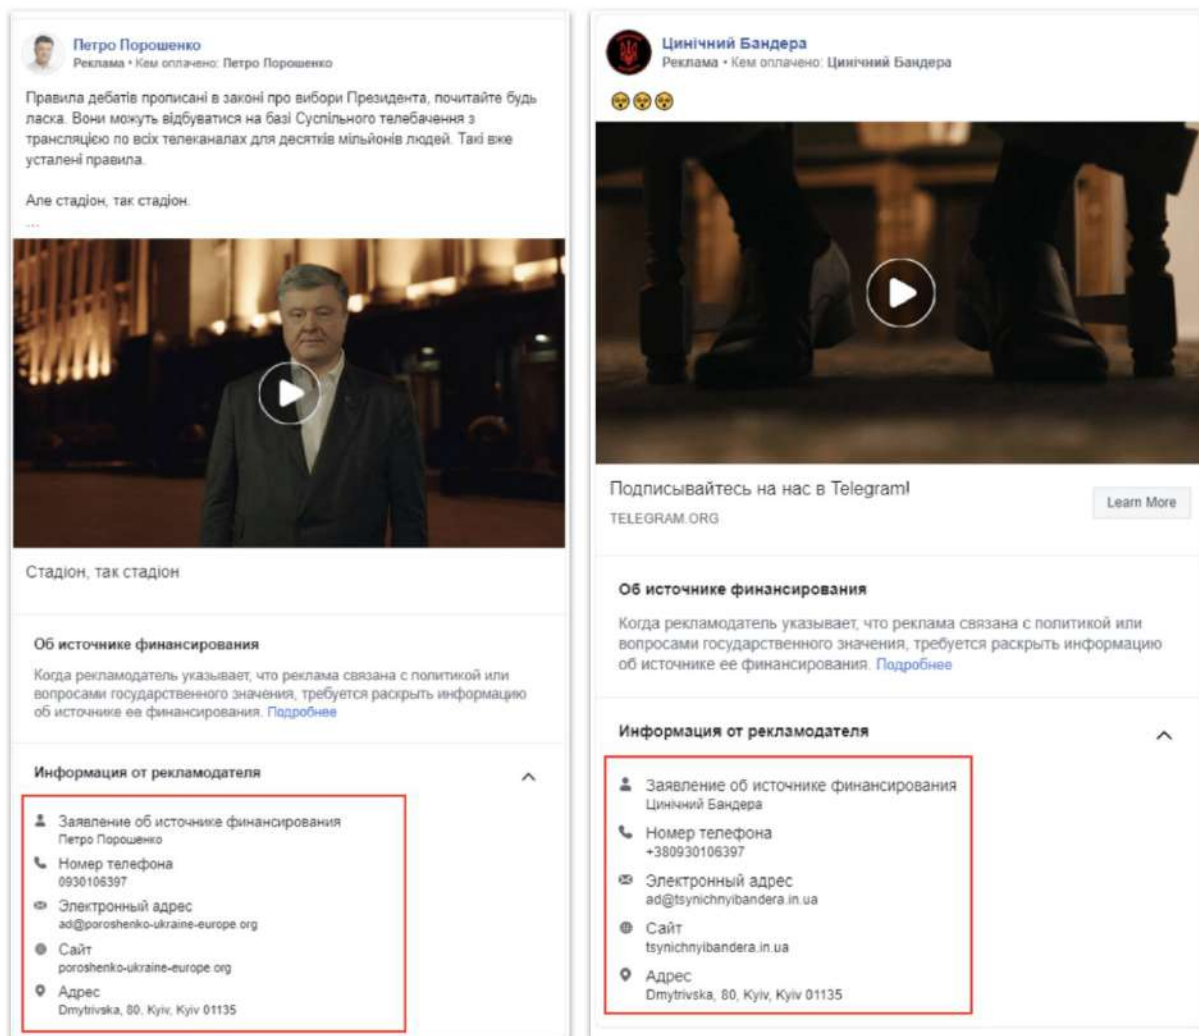 Петро Порошенко
Реклама • Кем оплачено: Петро Порошенко
Правила дебатів прописані в законі про вибори Президента, почитайте будь
ласка. Вони можуть відбуватися на базі Суспільного телебачення з
трансляцією по всіх телеканалах для десятків мільйонів людей. Такі вже
усталені правила.
Але стадіон, так стадіон.
...
Стадіон, так стадіон
Об источнике финансирования
Когда рекламодатель указывает, что реклама связана с политикой или
вопросами государственного значения, требуется раскрыть информацию
об источнике ее финансирования. Подробнее
Информация от рекламодателя
Заявление об источнике финансирования
Петро Порошенко
Номер телефона
0930106397
Электронный адрес
ad@poroshenko-ukraine-europe.org
Сайт
poroshenko-ukraine-europe.org
Адрес
Dmytrivska, 80, Kyiv, Kyiv 01135
Цинічний Бандера
Реклама • Кем оплачено: Цинічний Бандера
Подписывайтесь на нас в Telegram!
TELEGRAM.ORG
Learn More
Об источнике финансирования
Когда рекламодатель указывает, что реклама связана с политикой или
вопросами государственного значения, требуется раскрыть информацию
об источнике ее финансирования. Подробнее
Информация от рекламодателя
Заявление об источнике финансирования
Цинічний Бандера
Номер телефона
+380930106397
Электронный адрес
ad@tsynichnyibandera.in.ua
Сайт
tsynichnyibandera.in.ua
Адрес
Dmytrivska, 80, Kyiv, Kyiv 01135